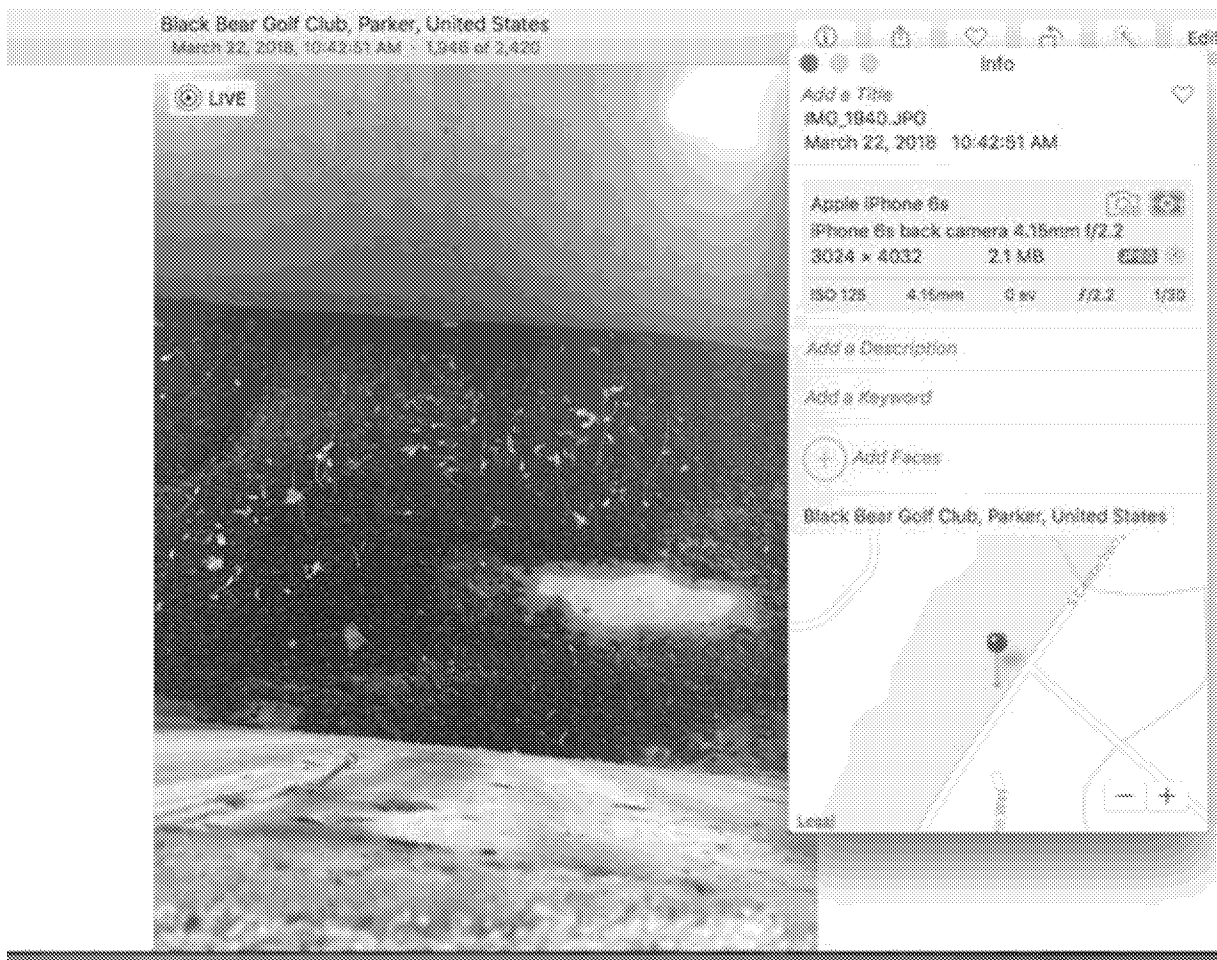 Black Bear Golf Club, Parker, United States
March 22, 2018, 10:42:51 AM · 1,946 of 2,420
Edit
LIVE
Info
Add a Title
IMG_1940.JPG
March 22, 2018 10:42:51 AM
Apple iPhone 6s
iPhone 6s back camera 4.15mm f/2.2
3024 × 4032 2.1 MB
ISO 125 4.15mm 0 ev ƒ/2.2 1/30
Add a Description
Add a Keyword
Add Faces
Black Bear Golf Club, Parker, United States
Way
Legal